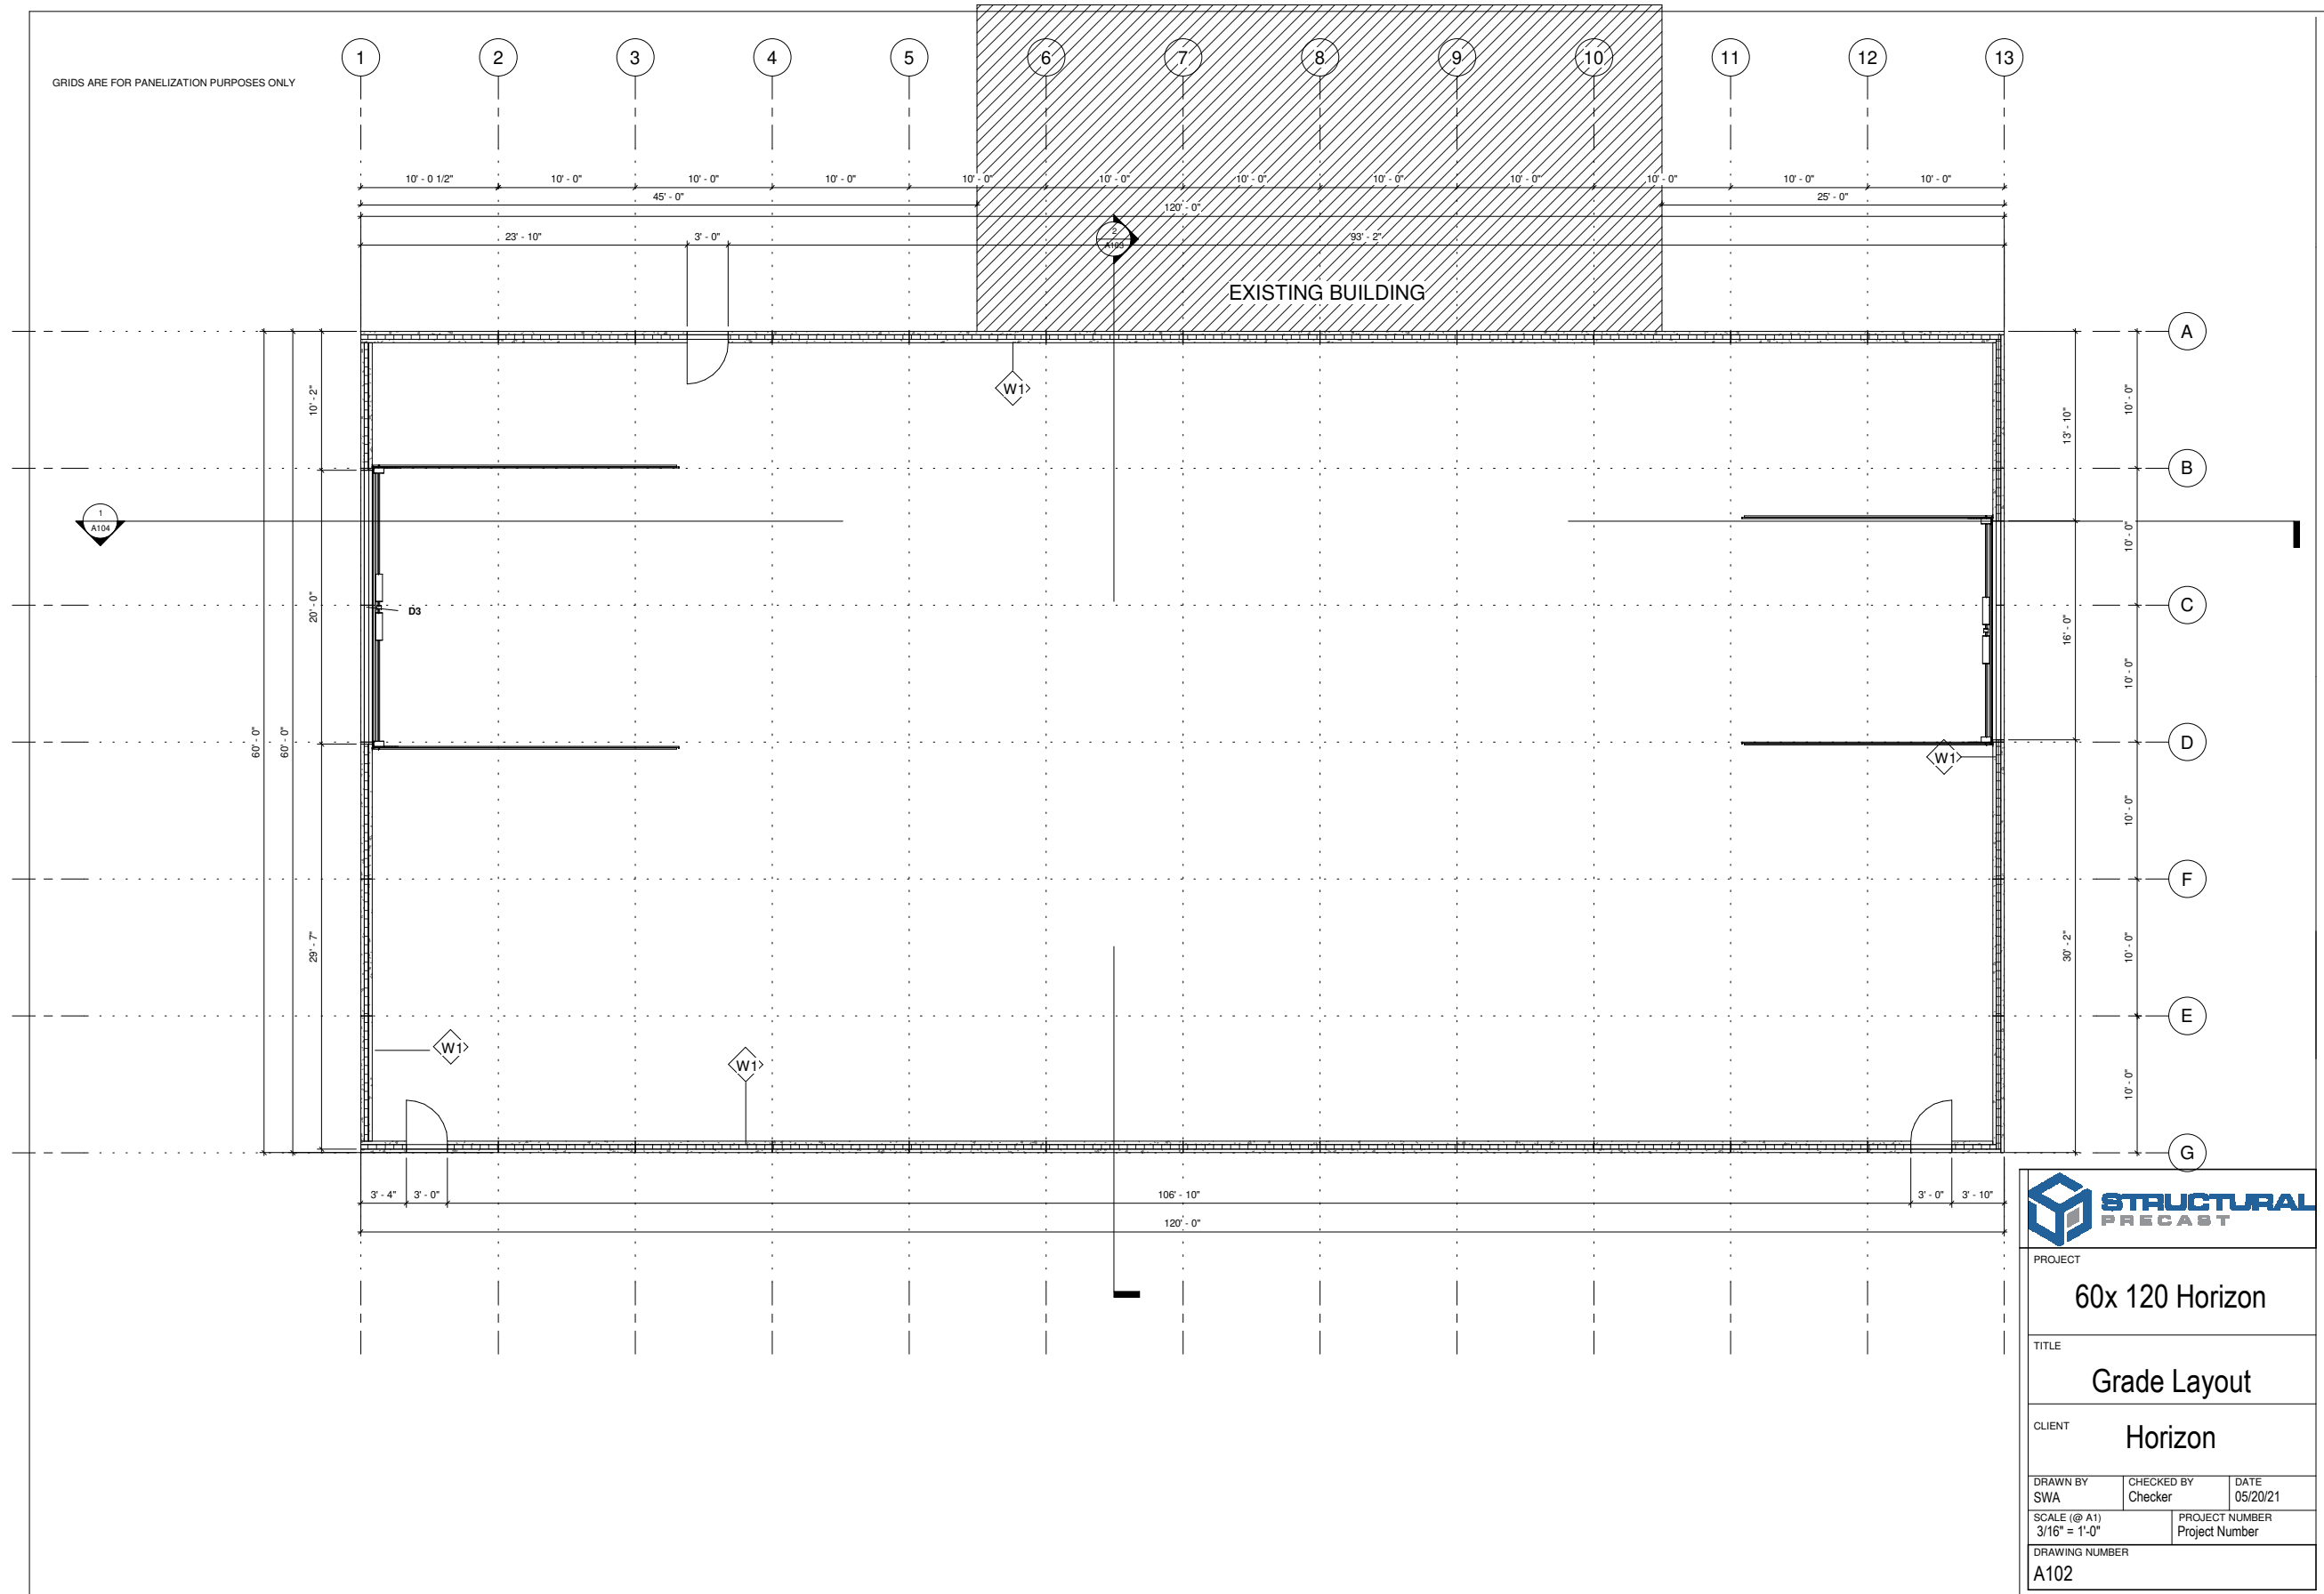 1 2 3 4 5 6 7 8 9 10 11 12 13
GRIDS ARE FOR PANELIZATION PURPOSES ONLY
10' - 0 1/2" 10' - 0" 10' - 0" 10' - 0" 10' - 0" 10' - 0" 10' - 0" 10' - 0" 10' - 0" 10' - 0" 10' - 0" 10' - 0"
45' - 0" 25' - 0"
120' - 0"
23' - 10" 3' - 0" 93' - 2"
2
A103
EXISTING BUILDING
A
10' - 2"
W1
13' - 10"
10' - 0"
B
1
A104
10' - 0"
20' - 0"
D3
C
16' - 0"
10' - 0"
60' - 0"
60' - 0"
D
W1
10' - 0"
F
29' - 7"
30' - 2"
10' - 0"
E
W1
W1
10' - 0"
G
3' - 4" 3' - 0" 106' - 10" 3' - 0" 3' - 10"
120' - 0"
STRUCTURAL
PRECAST
PROJECT
60x 120 Horizon
TITLE
Grade Layout
CLIENT
Horizon
DRAWN BY CHECKED BY DATE
SWA Checker 05/20/21
SCALE (@ A1) PROJECT NUMBER
3/16" = 1'-0" Project Number
DRAWING NUMBER
A102